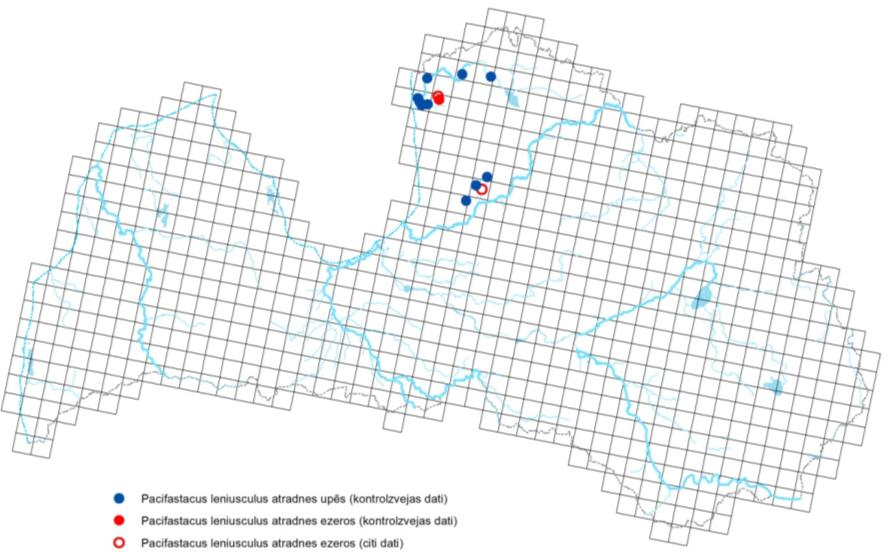 Pacifastacus leniusculus atradnes upēs (kontrolzvejas dati)
Pacifastacus leniusculus atradnes ezeros (kontrolzvejas dati)
Pacifastacus leniusculus atradnes ezeros (citi dati)